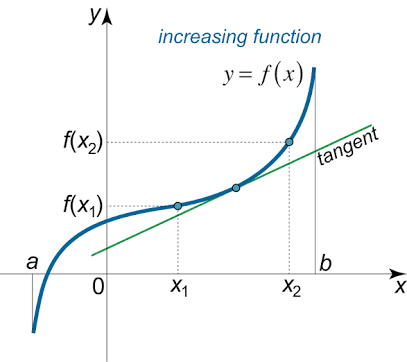 y
increasing function
y = f(x)
f(x₂)
tangent
f(x₁)
a
b
0
x₁
x₂
x